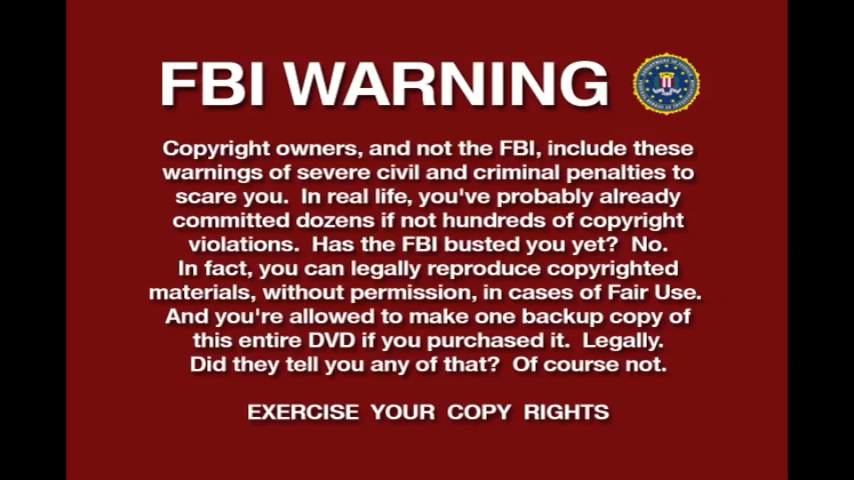 FBI WARNING
Copyright owners, and not the FBI, include these
warnings of severe civil and criminal penalties to
scare you.  In real life, you've probably already
committed dozens if not hundreds of copyright
violations.  Has the FBI busted you yet?  No.
In fact, you can legally reproduce copyrighted
materials, without permission, in cases of Fair Use.
And you're allowed to make one backup copy of
this entire DVD if you purchased it.  Legally.
Did they tell you any of that?  Of course not.
EXERCISE YOUR COPY RIGHTS